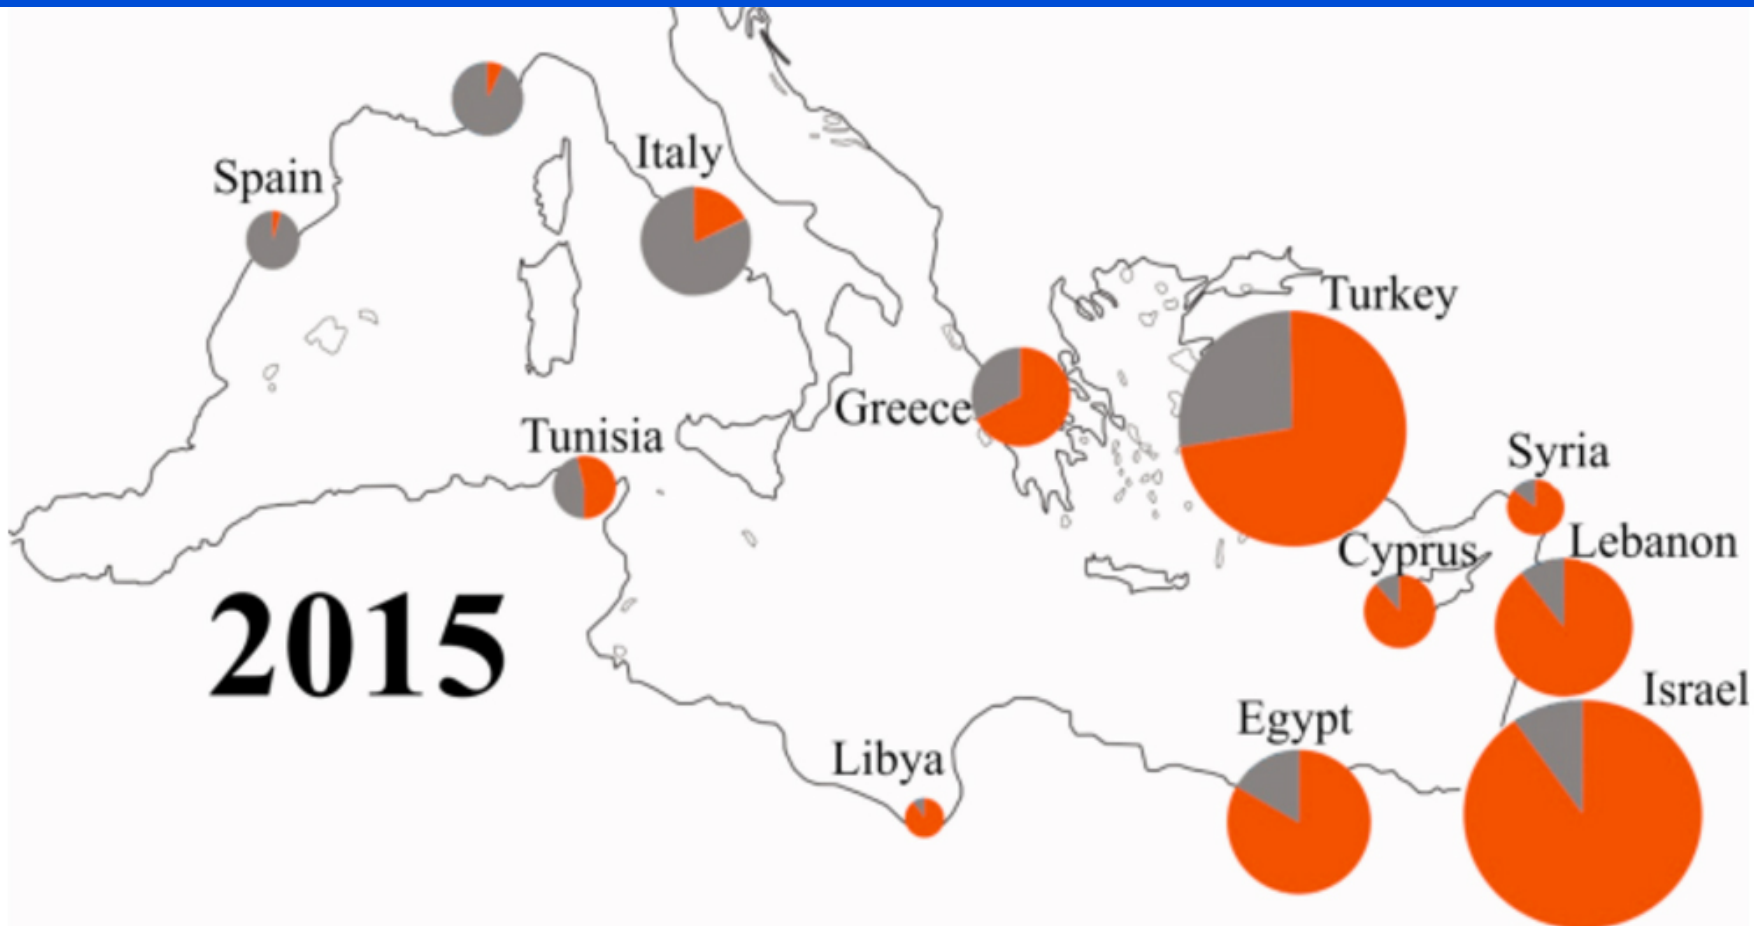 Italy
Spain
Turkey
Greece
Tunisia
Syria
Lebanon
Cyprus
2015
Israel
Egypt
Libya